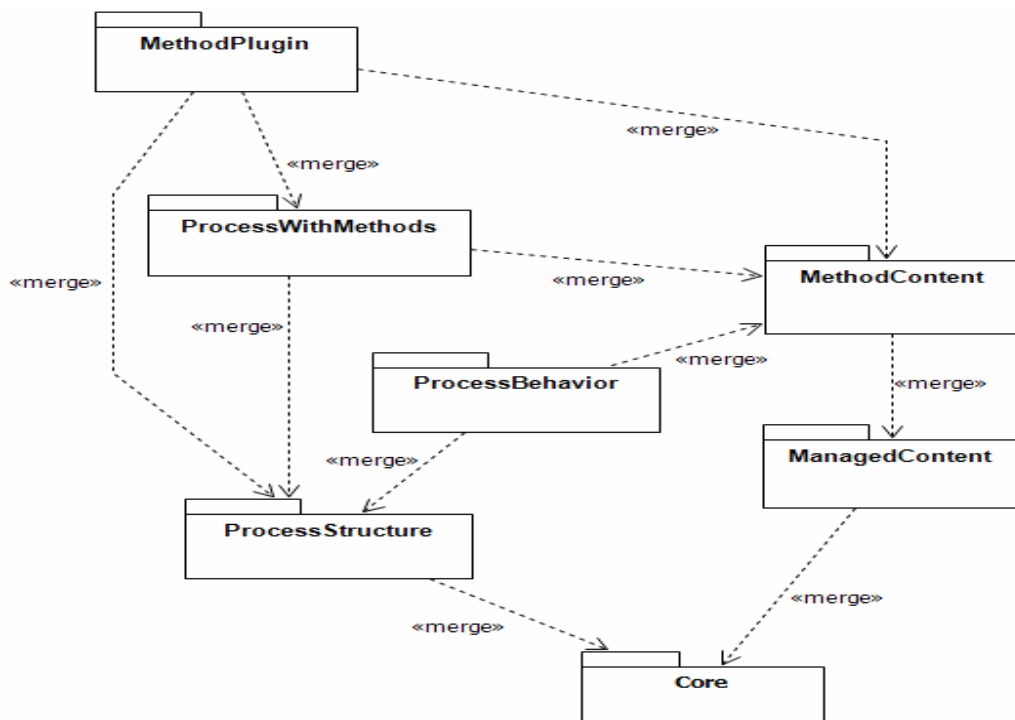 MethodPlugin
«merge»
«merge»
ProcessWithMethods
«merge»
«merge»
MethodContent
«merge»
«merge»
ProcessBehavior
«merge»
ManagedContent
«merge»
ProcessStructure
«merge»
«merge»
Core